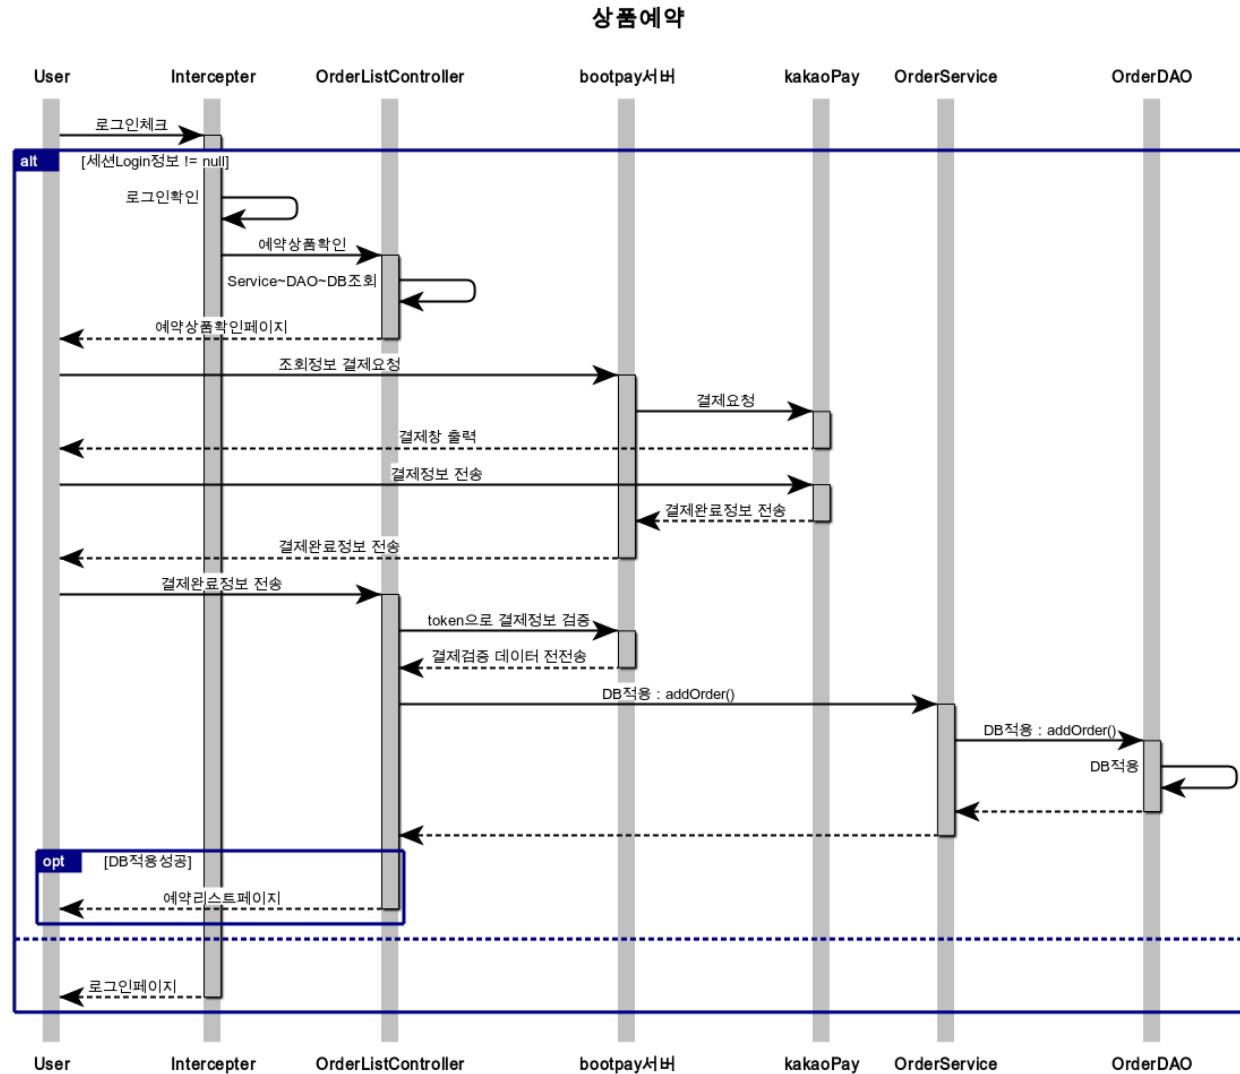 상품예약
User Intercepter OrderListController bootpay서버 kakaoPay OrderService OrderDAO
로그인체크
alt [세션Login정보 != null]
로그인확인
예약상품확인
Service~DAO~DB조회
예약상품확인페이지
조회정보 결제요청
결제요청
결제창 출력
결제정보 전송
결제완료정보 전송
결제완료정보 전송
결제완료정보 전송
token으로 결제정보 검증
결제검증 데이터 전전송
DB적용 : addOrder()
DB적용 : addOrder()
DB적용
opt [DB적용성공]
예약리스트페이지
로그인페이지
User Intercepter OrderListController bootpay서버 kakaoPay OrderService OrderDAO